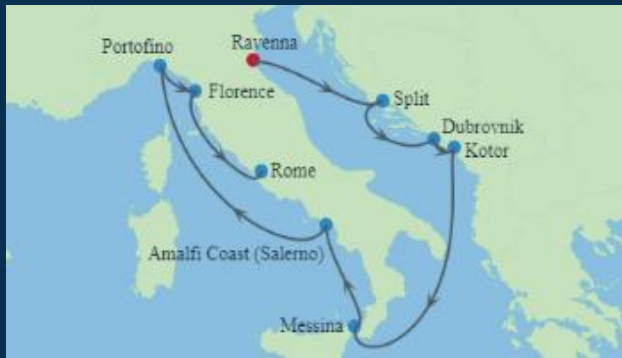 Portofino
Ravenna
Florence
Split
Dubrovnik
Kotor
Rome
Amalfi Coast (Salerno)
Messina